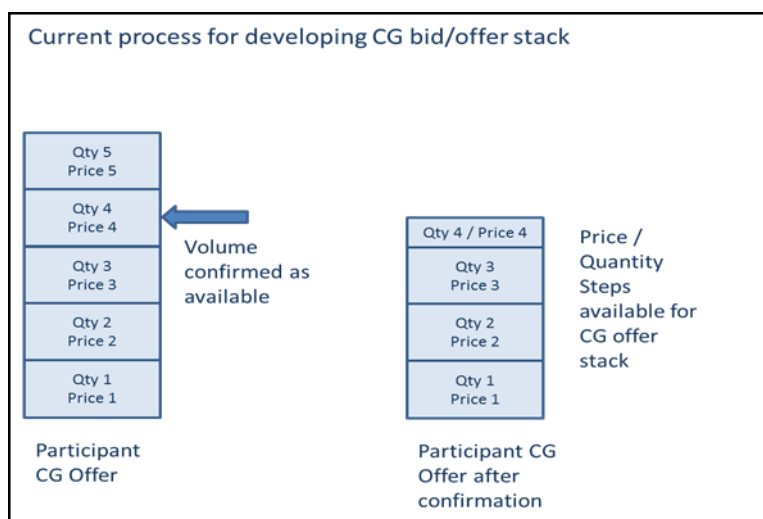 Current process for developing CG bid/offer stack
Qty 5
Price 5
Qty 4
Price 4
Qty 3
Price 3
Qty 2
Price 2
Qty 1
Price 1
Participant
CG Offer
Volume
confirmed as
available
Qty 4 / Price 4
Qty 3
Price 3
Qty 2
Price 2
Qty 1
Price 1
Participant CG
Offer after
confirmation
Price /
Quantity
Steps
available for
CG offer
stack